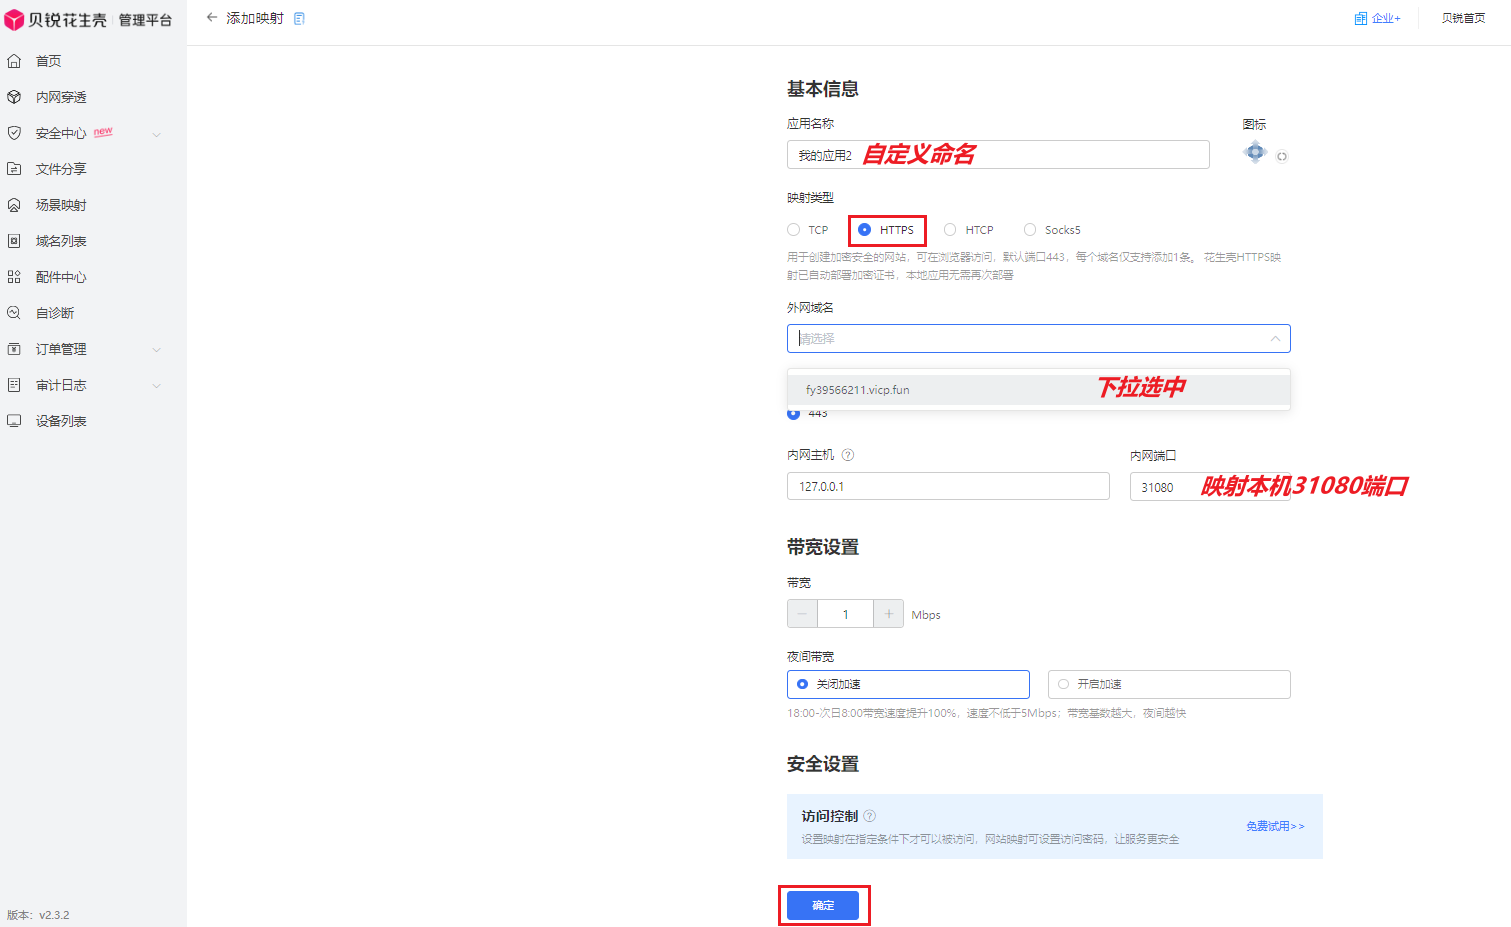 贝锐花生壳 管理平台
← 添加映射
企业+
贝锐首页
首页
内网穿透
安全中心 new
文件分享
场景映射
域名列表
配件中心
自诊断
订单管理
审计日志
设备列表
版本：v2.3.2
基本信息
应用名称
图标
我的应用2 自定义命名
映射类型
TCP HTTPS HTCP Socks5
用于创建加密安全的网站，可在浏览器访问，默认端口443，每个域名仅支持添加1条。 花生壳HTTPS映
射已自动部署加密证书，本地应用无需再次部署
外网域名
请选择
fy39566211.vicp.fun 下拉选中
443
内网主机 ?
内网端口
127.0.0.1
31080 映射本机31080端口
带宽设置
带宽
− 1 + Mbps
夜间带宽
关闭加速 开启加速
18:00-次日8:00带宽速度提升100%，速度不低于5Mbps；带宽基数越大，夜间越快
安全设置
访问控制 ?
设置映射在指定条件下才可以被访问，网站映射可设置访问密码，让服务更安全
免费试用>>
确定